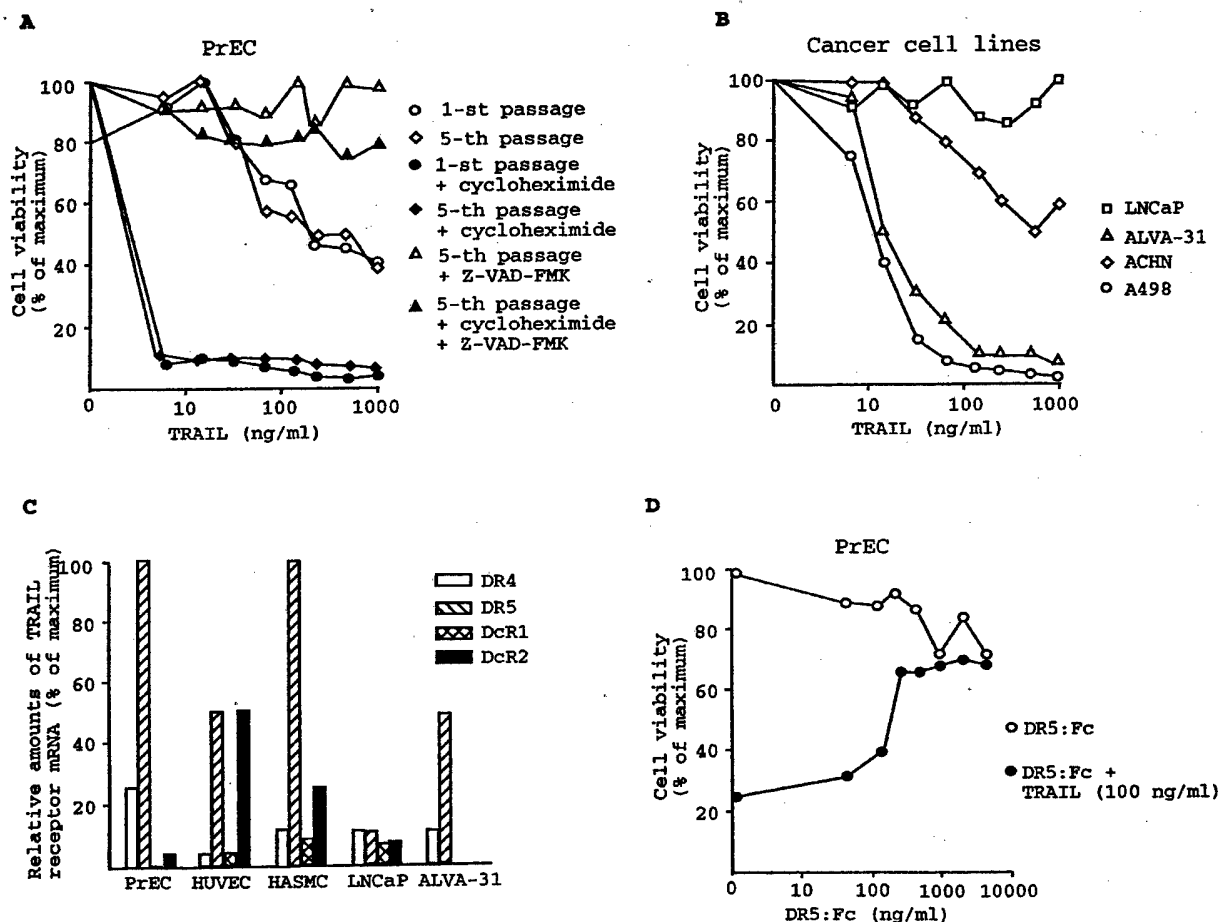 A
PrEC
Cell viability
(% of maximum)
100
80
60
40
20
0
10
100
1000
TRAIL (ng/ml)
1-st passage
5-th passage
1-st passage
+ cycloheximide
5-th passage
+ cycloheximide
5-th passage
+ Z-VAD-FMK
5-th passage
+ cycloheximide
+ Z-VAD-FMK
B
Cancer cell lines
Cell viability
(% of maximum)
100
80
60
40
20
0
10
100
1000
TRAIL (ng/ml)
LNCaP
ALVA-31
ACHN
A498
C
Relative amounts of TRAIL
receptor mRNA (% of maximum)
100
80
60
40
20
PrEC
HUVEC
HASMC
LNCaP
ALVA-31
DR4
DR5
DcR1
DcR2
D
PrEC
Cell viability
(% of maximum)
100
80
60
40
20
0
10
100
1000
10000
DR5:Fc (ng/ml)
DR5:Fc
DR5:Fc +
TRAIL (100 ng/ml)